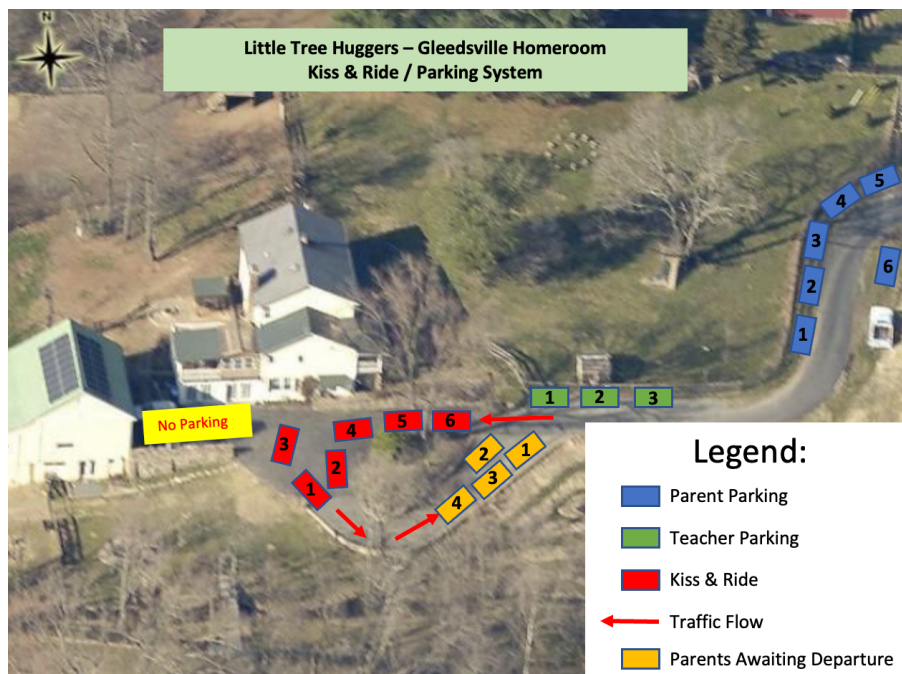 N
Little Tree Huggers – Gleedsville Homeroom
Kiss & Ride / Parking System
5
4
3
6
2
1
1
2
3
No Parking
3
4
5
6
2
1
2
1
3
4
Legend:
Parent Parking
Teacher Parking
Kiss & Ride
Traffic Flow
Parents Awaiting Departure